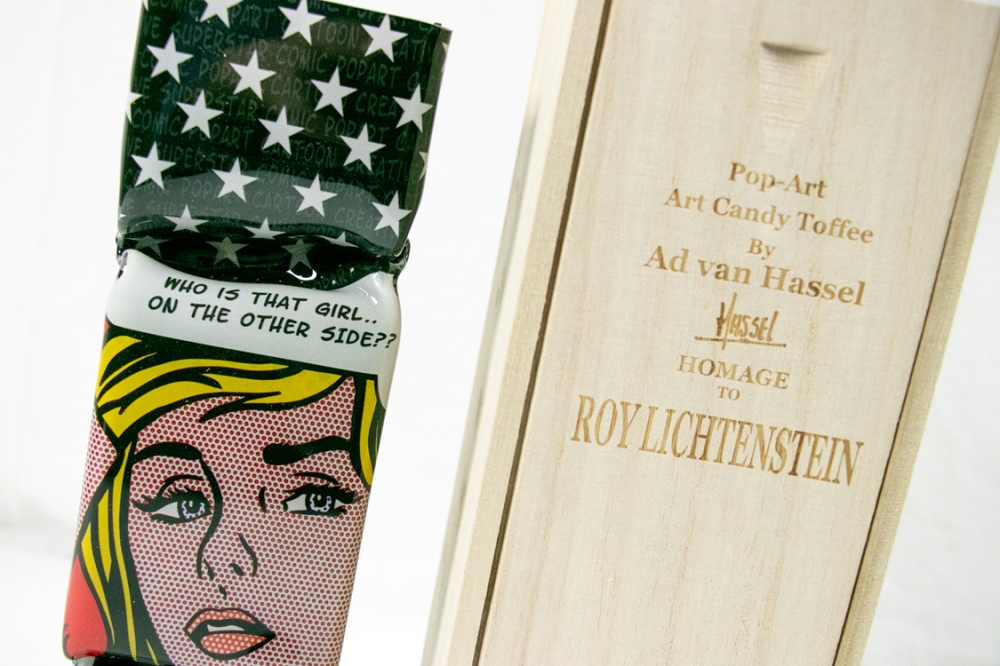 WHO IS THAT GIRL..
ON THE OTHER SIDE??
Pop-Art
Art Candy Toffee
By
Ad van Hassel
Hassel
HOMAGE
TO
ROY LICHTENSTEIN